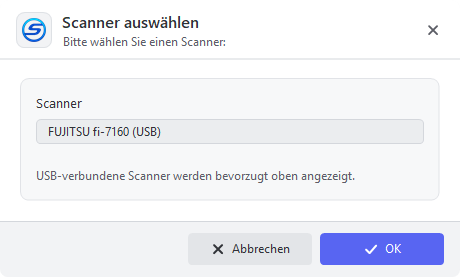 Scanner auswählen
Bitte wählen Sie einen Scanner:
Scanner
FUJITSU fi-7160 (USB)
USB-verbundene Scanner werden bevorzugt oben angezeigt.
Abbrechen
OK